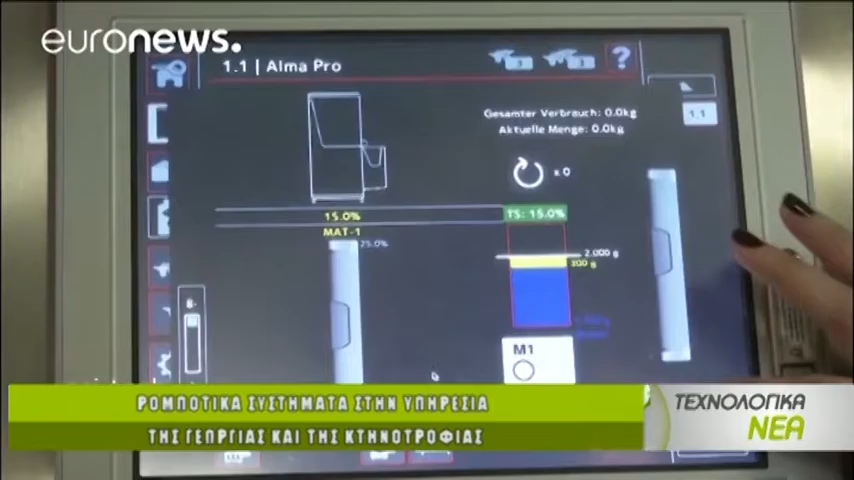 euronews.
1.1 | Alma Pro
?
Gesamter Verbrauch: 0.0kg
Aktuelle Menge: 0.0kg
1.1
x 0
15.0%
TS: 15.0%
MAT-1
25.0%
2.000 g
300 g
8-
M1
ΡΟΜΠΟΤΙΚΑ ΣΥΣΤΗΜΑΤΑ ΣΤΗΝ ΥΠΗΡΕΣΙΑ
ΤΗΣ ΓΕΩΡΓΙΑΣ ΚΑΙ ΤΗΣ ΚΤΗΝΟΤΡΟΦΙΑΣ
ΤΕΧΝΟΛΟΓΙΚΑ
ΝΕΑ